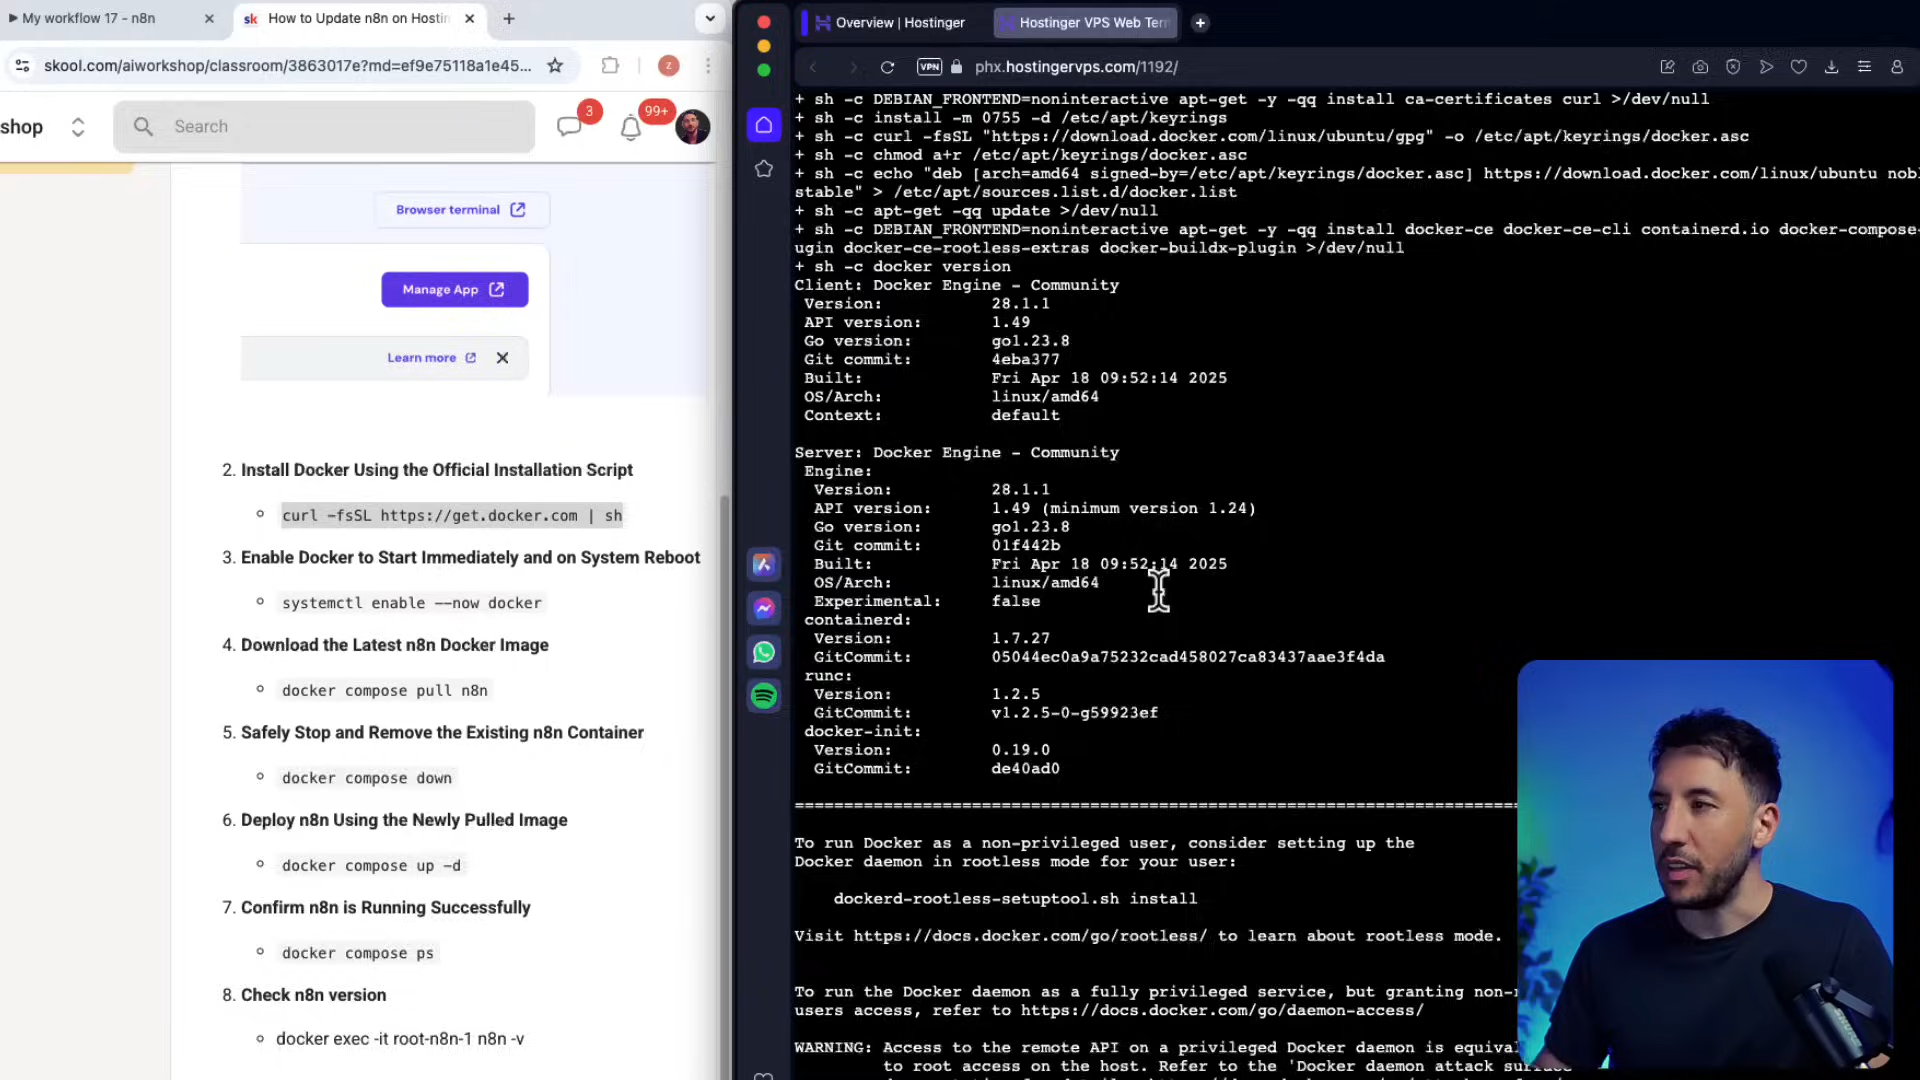 My workflow 17 - n8n
How to Update n8n on Hostin
skool.com/aiworkshop/classroom/3863017e?md=ef9e75118a1e45...
shop
Search
3
99+
Browser terminal
Manage App
Learn more
2. Install Docker Using the Official Installation Script
curl -fsSL https://get.docker.com | sh
3. Enable Docker to Start Immediately and on System Reboot
systemctl enable --now docker
4. Download the Latest n8n Docker Image
docker compose pull n8n
5. Safely Stop and Remove the Existing n8n Container
docker compose down
6. Deploy n8n Using the Newly Pulled Image
docker compose up -d
7. Confirm n8n is Running Successfully
docker compose ps
8. Check n8n version
docker exec -it root-n8n-1 n8n -v
Overview | Hostinger
Hostinger VPS Web Ter
VPN
phx.hostingervps.com/1192/
+ sh -c DEBIAN_FRONTEND=noninteractive apt-get -y -qq install ca-certificates curl >/dev/null
+ sh -c install -m 0755 -d /etc/apt/keyrings
+ sh -c curl -fsSL "https://download.docker.com/linux/ubuntu/gpg" -o /etc/apt/keyrings/docker.asc
+ sh -c chmod a+r /etc/apt/keyrings/docker.asc
+ sh -c echo "deb [arch=amd64 signed-by=/etc/apt/keyrings/docker.asc] https://download.docker.com/linux/ubuntu nobl
stable" > /etc/apt/sources.list.d/docker.list
+ sh -c apt-get -qq update >/dev/null
+ sh -c DEBIAN_FRONTEND=noninteractive apt-get -y -qq install docker-ce docker-ce-cli containerd.io docker-compose-
ugin docker-ce-rootless-extras docker-buildx-plugin >/dev/null
+ sh -c docker version
Client: Docker Engine - Community
Version: 28.1.1
API version: 1.49
Go version: go1.23.8
Git commit: 4eba377
Built: Fri Apr 18 09:52:14 2025
OS/Arch: linux/amd64
Context: default
Server: Docker Engine - Community
Engine:
Version: 28.1.1
API version: 1.49 (minimum version 1.24)
Go version: go1.23.8
Git commit: 01f442b
Built: Fri Apr 18 09:52:14 2025
OS/Arch: linux/amd64
Experimental: false
containerd:
Version: 1.7.27
GitCommit: 05044ec0a9a75232cad458027ca83437aae3f4da
runc:
Version: 1.2.5
GitCommit: v1.2.5-0-g59923ef
docker-init:
Version: 0.19.0
GitCommit: de40ad0
================================================================================
To run Docker as a non-privileged user, consider setting up the
Docker daemon in rootless mode for your user:
dockerd-rootless-setuptool.sh install
Visit https://docs.docker.com/go/rootless/ to learn about rootless mode.
To run the Docker daemon as a fully privileged service, but granting non-
users access, refer to https://docs.docker.com/go/daemon-access/
WARNING: Access to the remote API on a privileged Docker daemon is equiva
to root access on the host. Refer to the 'Docker daemon attack surf